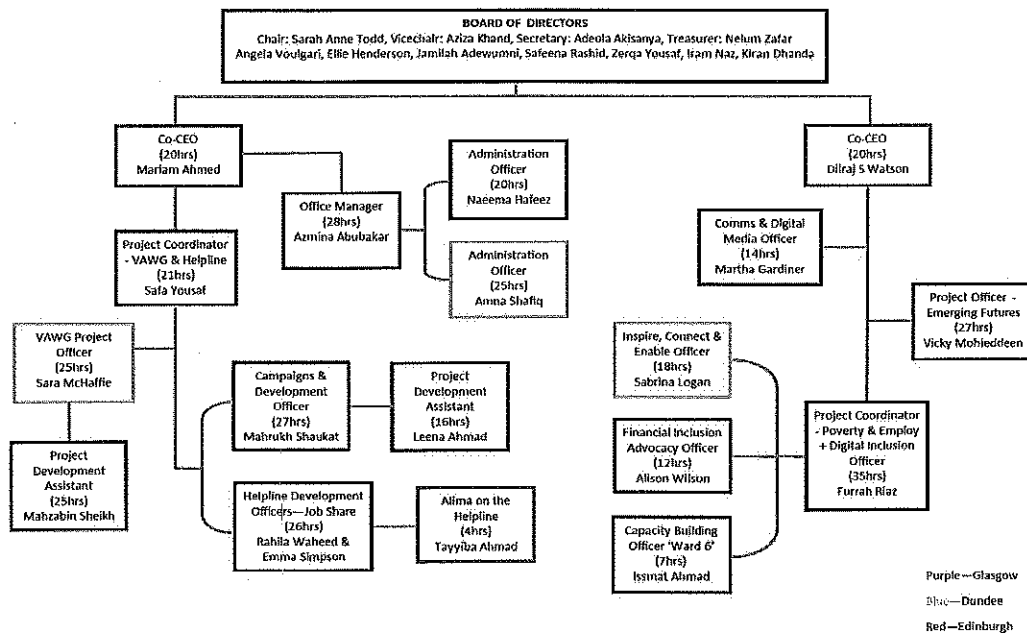 BOARD OF DIRECTORS
Chair: Sarah Anne Todd, Vicechair: Aziza Khand, Secretary: Adeola Akisanya, Treasurer: Nelum Zafar
Angela Voulgari, Ellie Henderson, Jamilah Adewumni, Safeena Rashid, Zerqa Yousaf, Iram Naz, Kiran Dhanda
Co-CEO
(20hrs)
Mariam Ahmed
Co-CEO
(20hrs)
Dilraj S Watson
Office Manager
(28hrs)
Azmina Abubakar
Administration
Officer
(20hrs)
Naeema Hafeez
Administration
Officer
(25hrs)
Amna Shafiq
Comms & Digital
Media Officer
(14hrs)
Martha Gardiner
Project Coordinator
- VAWG & Helpline
(21hrs)
Safa Yousaf
Project Officer -
Emerging Futures
(27hrs)
Vicky Mohieddeen
VAWG Project
Officer
(25hrs)
Sara McHaffie
Project
Development
Assistant
(25hrs)
Mahzabin Sheikh
Campaigns &
Development
Officer
(27hrs)
Mahrukh Shaukat
Project
Development
Assistant
(16hrs)
Leena Ahmad
Helpline Development
Officers—Job Share
(26hrs)
Rahila Waheed &
Emma Simpson
Alima on the
Helpline
(4hrs)
Tayyiba Ahmad
Inspire, Connect &
Enable Officer
(18hrs)
Sabrina Logan
Financial Inclusion
Advocacy Officer
(12hrs)
Alison Wilson
Capacity Building
Officer 'Ward 6'
(7hrs)
Issmat Ahmad
Project Coordinator
- Poverty & Employ
+ Digital Inclusion
Officer
(35hrs)
Furrah Riaz
Purple—Glasgow
Blue—Dundee
Red—Edinburgh